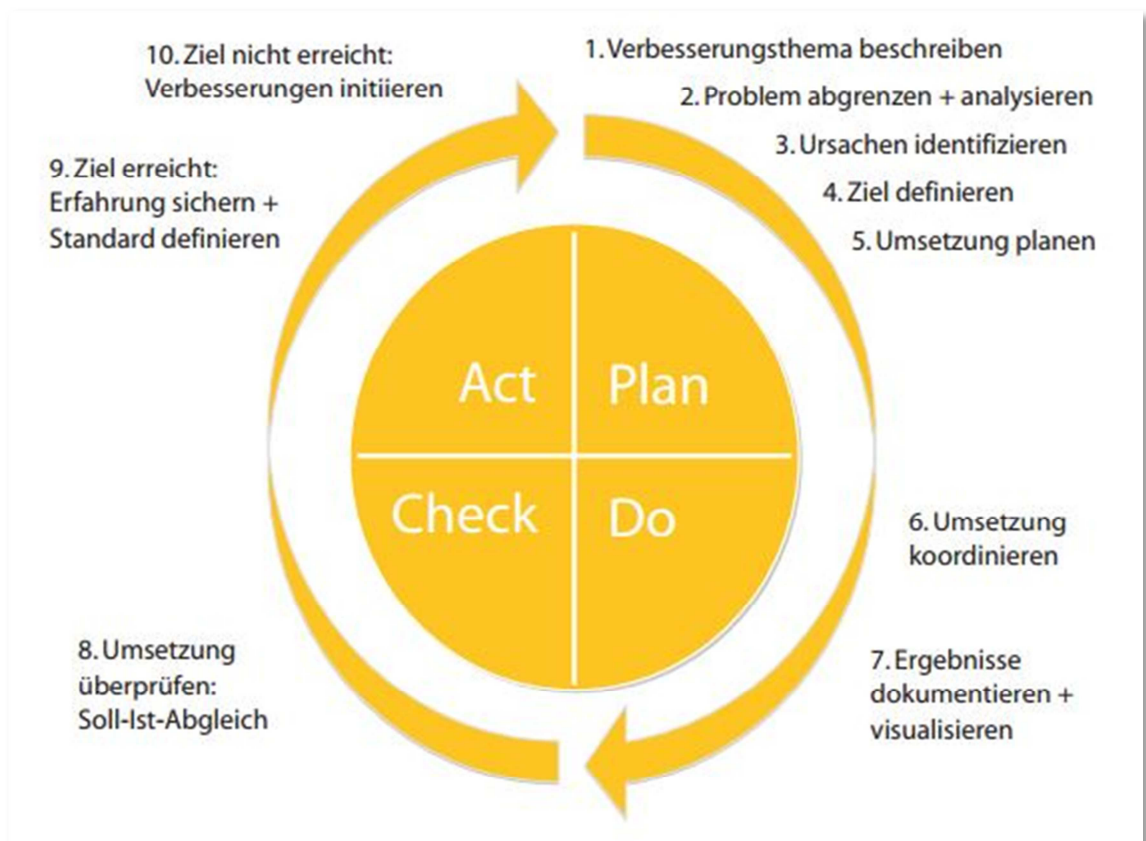 10. Ziel nicht erreicht:
Verbesserungen initiieren
1. Verbesserungsthema beschreiben
2. Problem abgrenzen + analysieren
3. Ursachen identifizieren
4. Ziel definieren
5. Umsetzung planen
9. Ziel erreicht:
Erfahrung sichern +
Standard definieren
Act
Plan
Check
Do
6. Umsetzung
koordinieren
7. Ergebnisse
dokumentieren +
visualisieren
8. Umsetzung
überprüfen:
Soll-Ist-Abgleich